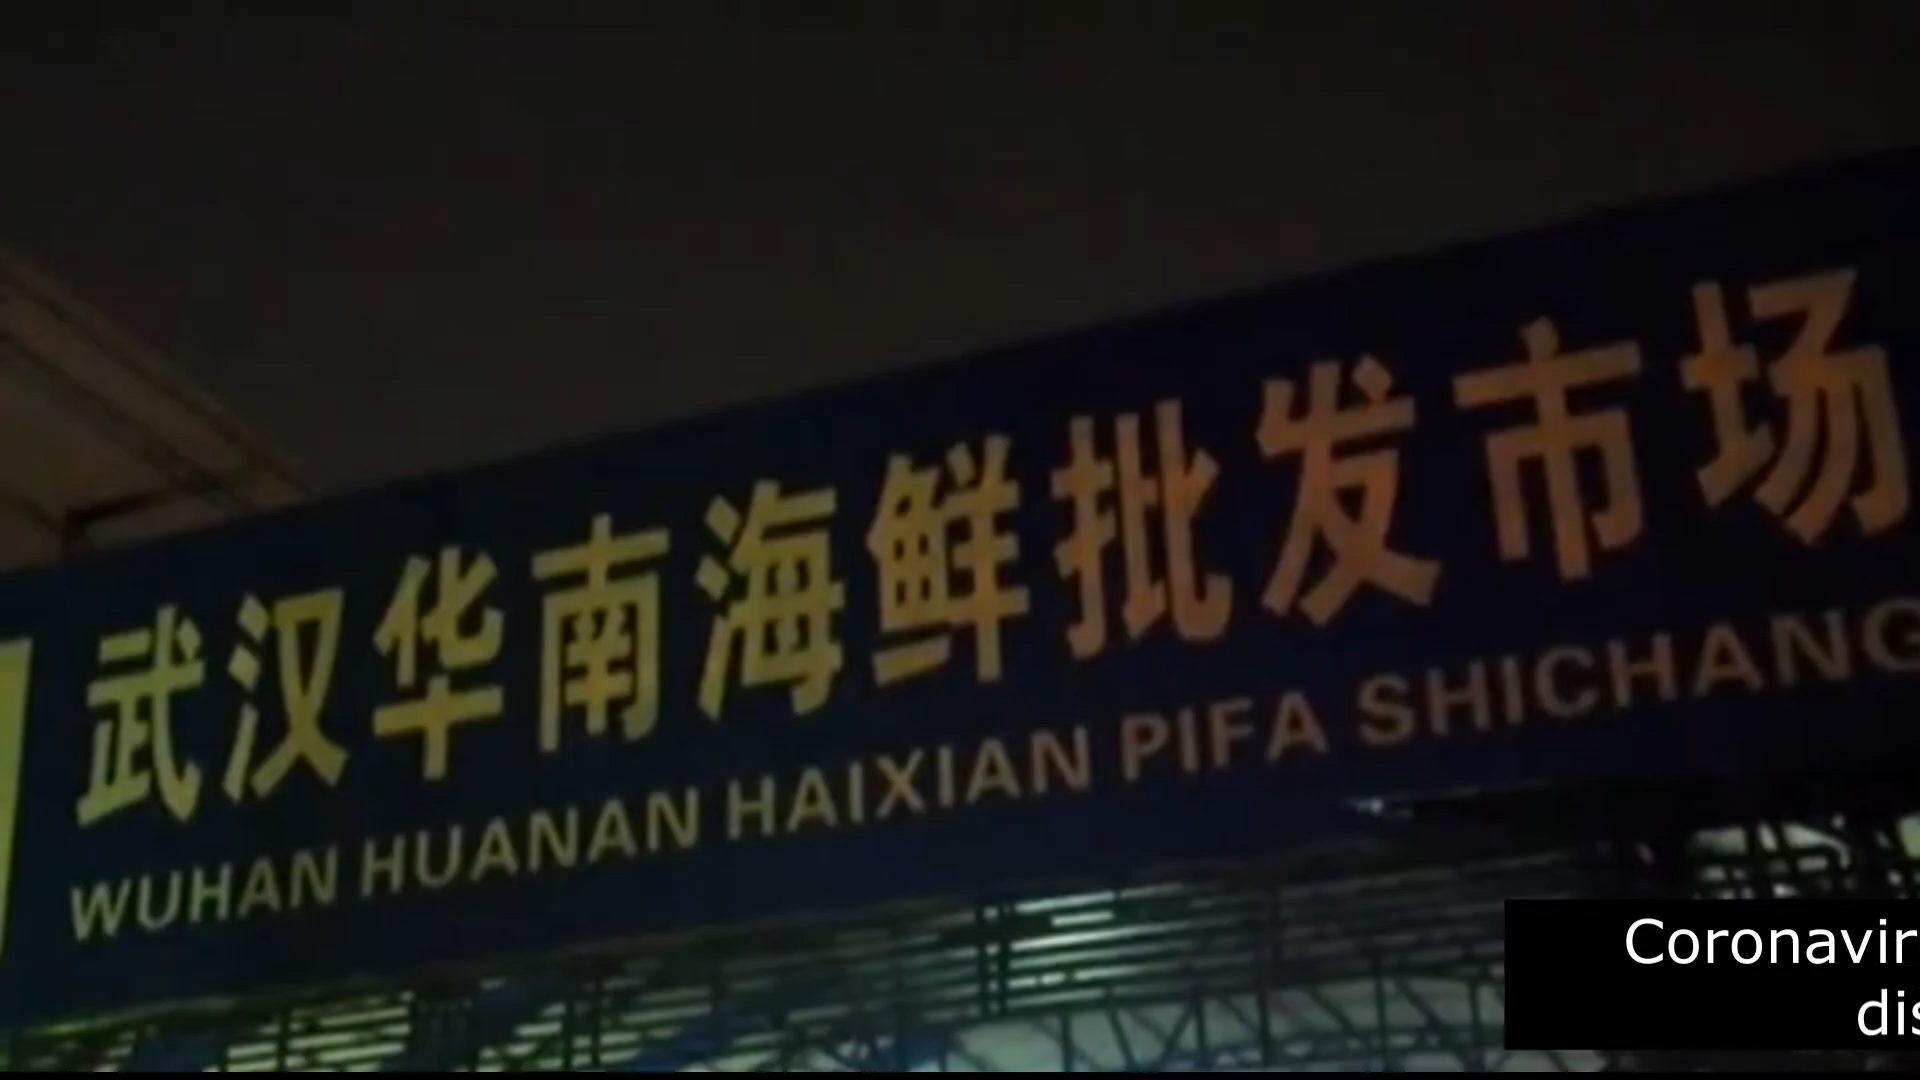 武汉华南海鲜批发市场
WUHAN HUANAN HAIXIAN PIFA SHICHANG
Coronavir
dis